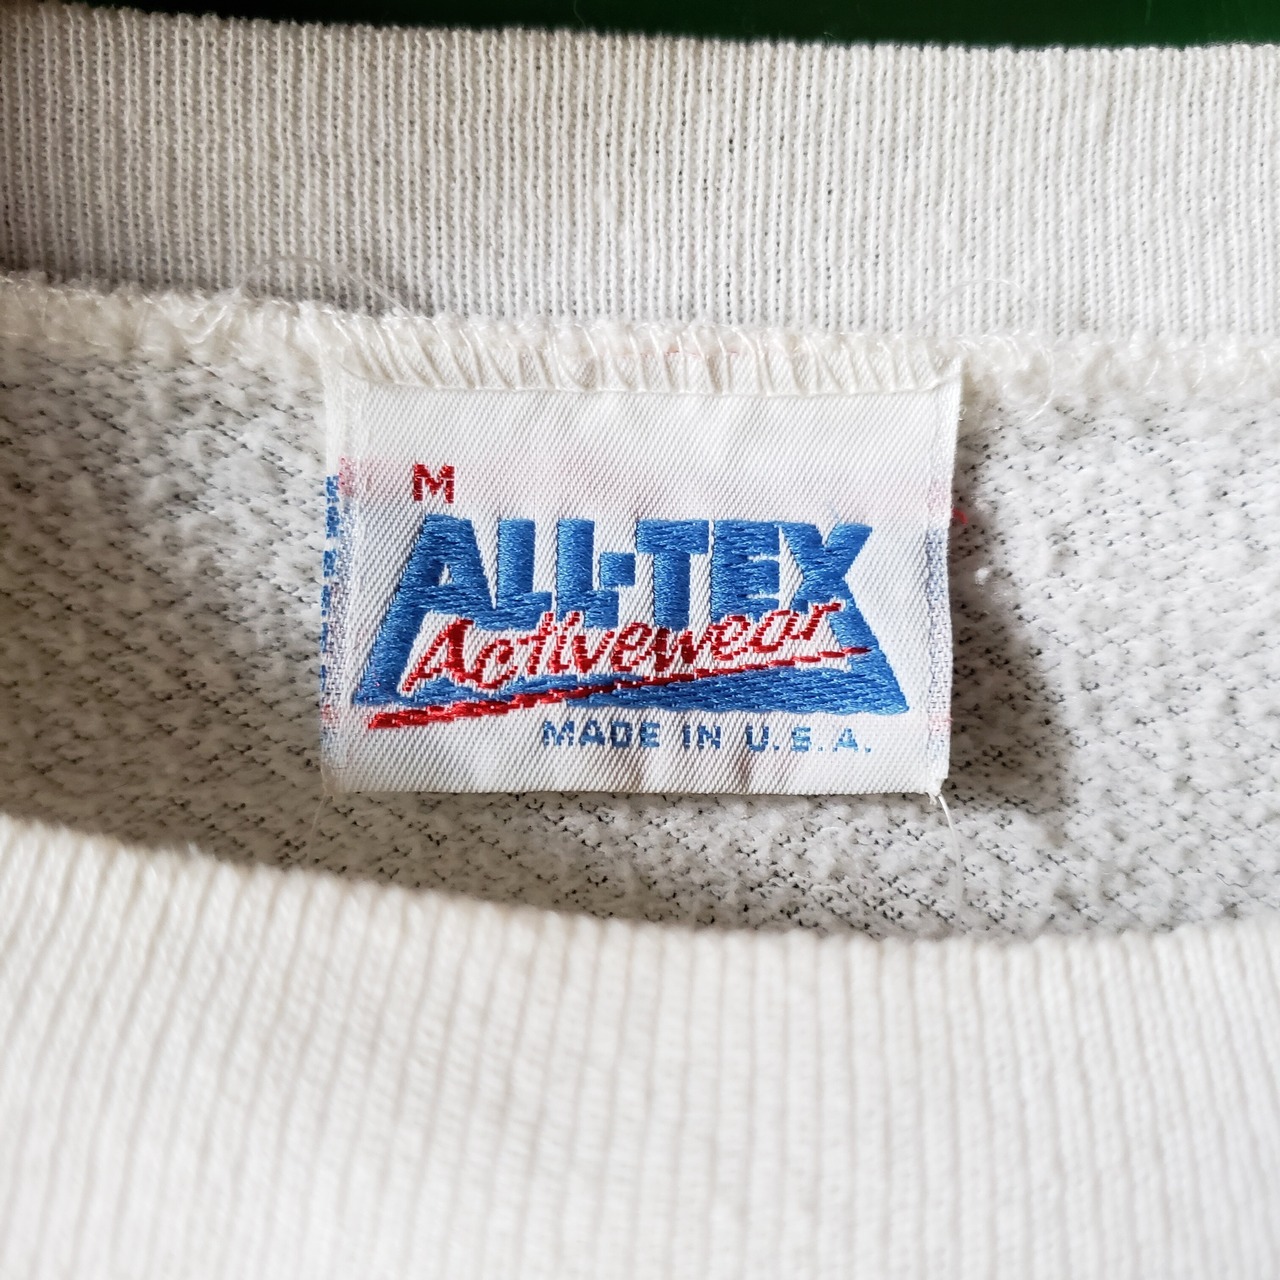 M
ALL-TEX
Activewear
MADE IN U.S.A.